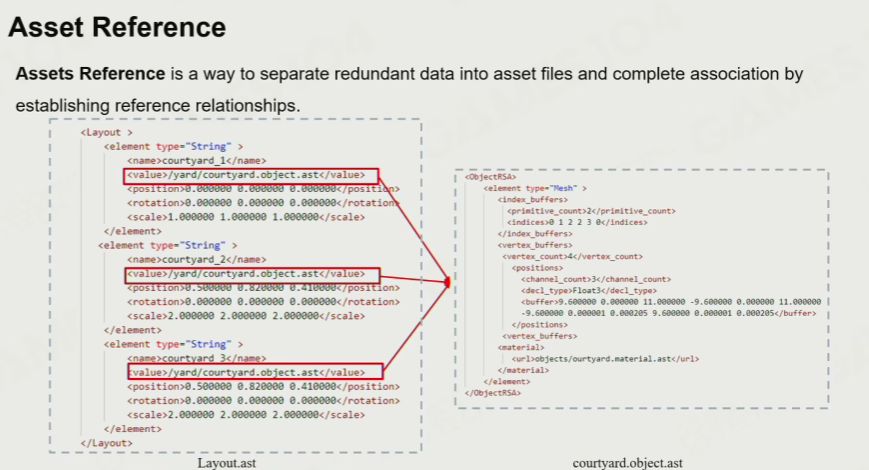 Asset Reference
Assets Reference is a way to separate redundant data into asset files and complete association by
establishing reference relationships.
<Layout >
<element type="String" >
<name>courtyard_1</name>
<value>/yard/courtyard.object.ast</value>
<position>0.000000 0.000000 0.000000</position>
<rotation>0.000000 0.000000 0.000000</rotation>
<scale>1.000000 1.000000 1.000000</scale>
</element>
<element type="String" >
<name>courtyard_2</name>
<value>/yard/courtyard.object.ast</value>
<position>0.500000 0.820000 0.410000</position>
<rotation>0.000000 0.000000 0.000000</rotation>
<scale>2.000000 2.000000 2.000000</scale>
</element>
<element type="String" >
<name>courtyard_3</name>
<value>/yard/courtyard.object.ast</value>
<position>0.500000 0.820000 0.410000</position>
<rotation>0.000000 0.000000 0.000000</rotation>
<scale>2.000000 2.000000 2.000000</scale>
</element>
</Layout>
Layout.ast
<ObjectRSA>
<element type="Mesh" >
<index_buffers>
<primitive_count>2</primitive_count>
<indices>0 1 2 2 3 0</indices>
</index_buffers>
<vertex_buffers>
<vertex_count>4</vertex_count>
<positions>
<channel_count>3</channel_count>
<decl_type>Float3</decl_type>
<buffer>9.600000 0.000000 11.000000 -9.600000 0.000000 11.000000
-9.600000 0.000001 0.000205 9.600000 0.000001 0.000205</buffer>
</positions>
<vertex_buffers>
<material>
<url>objects/ourtyard.material.ast</url>
</material>
</element>
</ObjectRSA>
courtyard.object.ast